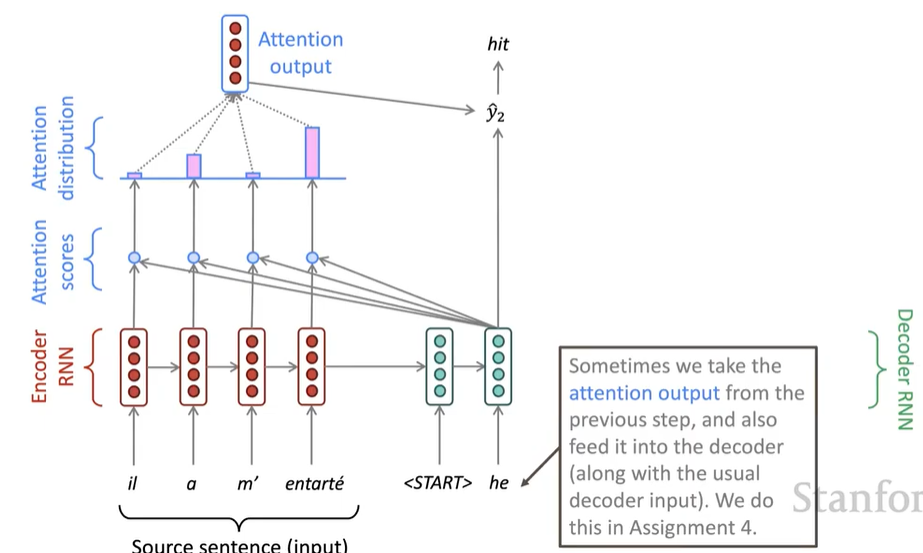 Attention
output
hit
ŷ₂
Attention
distribution
Attention
scores
Encoder
RNN
Decoder RNN
Sometimes we take the
attention output from the
previous step, and also
feed it into the decoder
(along with the usual
decoder input). We do
this in Assignment 4.
il a m’ entarté <START> he
Stanfor
Source sentence (input)